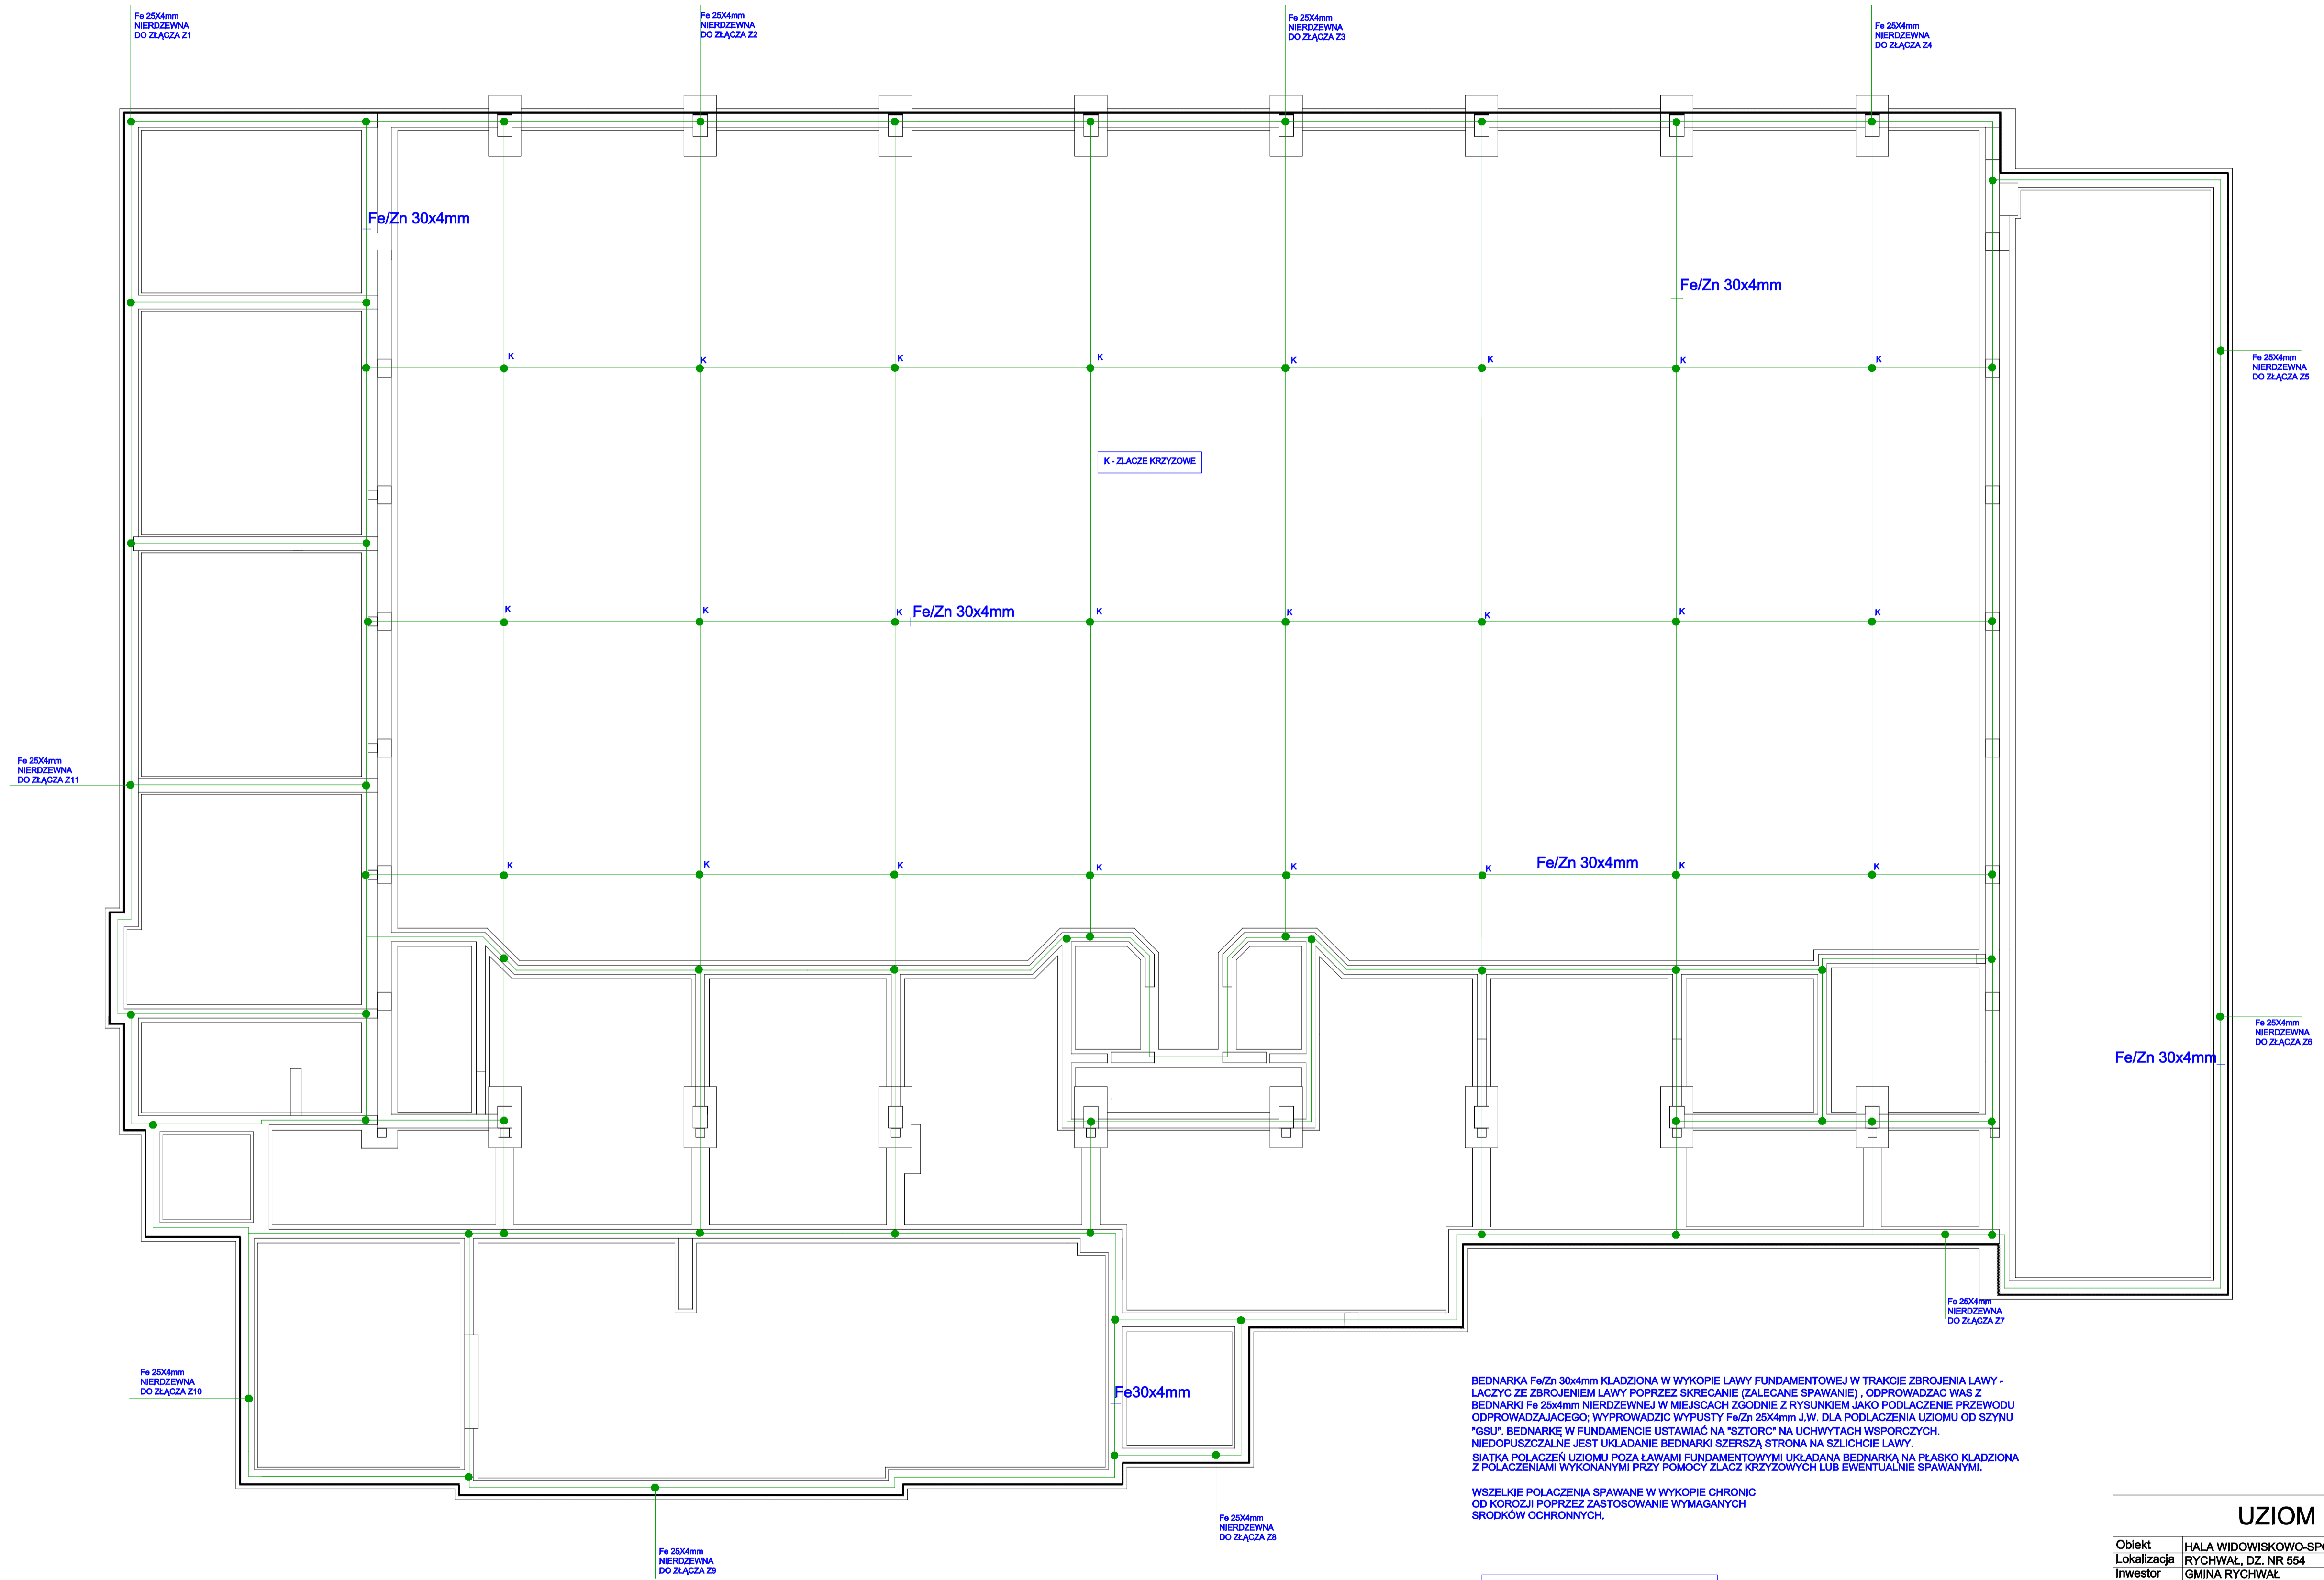 Fe 25X4mm
NIERDZEWNA
DO ZŁĄCZA Z1
Fe 25X4mm
NIERDZEWNA
DO ZŁĄCZA Z2
Fe 25X4mm
NIERDZEWNA
DO ZŁĄCZA Z3
Fe 25X4mm
NIERDZEWNA
DO ZŁĄCZA Z4
Fe/Zn 30x4mm
Fe/Zn 30x4mm
K K K K K K K K
Fe 25X4mm
NIERDZEWNA
DO ZŁĄCZA Z5
K - ZLACZE KRZYZOWE
K K K Fe/Zn 30x4mm K K K K K
Fe 25X4mm
NIERDZEWNA
DO ZŁĄCZA Z11
K K K K K K Fe/Zn 30x4mm K K
Fe 25X4mm
NIERDZEWNA
DO ZŁĄCZA Z6
Fe/Zn 30x4mm
Fe 25X4mm
NIERDZEWNA
DO ZŁĄCZA Z7
Fe 25X4mm
NIERDZEWNA
DO ZŁĄCZA Z10
Fe30x4mm
BEDNARKA Fe/Zn 30x4mm KLADZIONA W WYKOPIE LAWY FUNDAMENTOWEJ W TRAKCIE ZBROJENIA LAWY -
LACZYC ZE ZBROJENIEM LAWY POPRZEZ SKRECANIE (ZALECANE SPAWANIE) , ODPROWADZAC WAS Z
BEDNARKI Fe 25x4mm NIERDZEWNEJ W MIEJSCACH ZGODNIE Z RYSUNKIEM JAKO PODLACZENIE PRZEWODU
ODPROWADZAJACEGO; WYPROWADZIC WYPUSTY Fe/Zn 25X4mm J.W. DLA PODLACZENIA UZIOMU OD SZYNU
"GSU". BEDNARKĘ W FUNDAMENCIE USTAWIAĆ NA "SZTORC" NA UCHWYTACH WSPORCZYCH.
NIEDOPUSZCZALNE JEST UKLADANIE BEDNARKI SZERSZĄ STRONA NA SZLICHCIE LAWY.
SIATKA POLACZEŃ UZIOMU POZA ŁAWAMI FUNDAMENTOWYMI UKŁADANA BEDNARKĄ NA PŁASKO KLADZIONA
Z POLACZENIAMI WYKONANYMI PRZY POMOCY ZLACZ KRZYZOWYCH LUB EWENTUALNIE SPAWANYMI.
WSZELKIE POLACZENIA SPAWANE W WYKOPIE CHRONIC
OD KOROZJI POPRZEZ ZASTOSOWANIE WYMAGANYCH
SRODKÓW OCHRONNYCH.
Fe 25X4mm
NIERDZEWNA
DO ZŁĄCZA Z8
Fe 25X4mm
NIERDZEWNA
DO ZŁĄCZA Z9
UZIOM
Obiekt HALA WIDOWISKOWO-SPO
Lokalizacja RYCHWAŁ, DZ. NR 554
Inwestor GMINA RYCHWAŁ